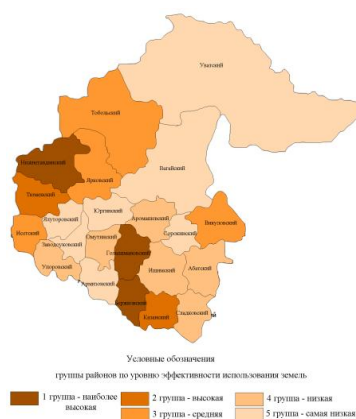 Уватский
Тобольский
Вагайский
Нижнетавдинский
Ярковский
Тюменский
Юргинский
Аромашевский
Викуловский
Ялуторовский
Исетский
Сорокинский
Омутинский
Заводоуковский
Голышмановский
Упоровский
Ишимский
Абатский
Армизонский
Бердюжский
Казанский
Сладковский
Условные обозначения
группы районов по уровню эффективности использования земель
1 группа - наиболее высокая
2 группа - высокая
4 группа - низкая
3 группа - средняя
5 группа - самая низкая